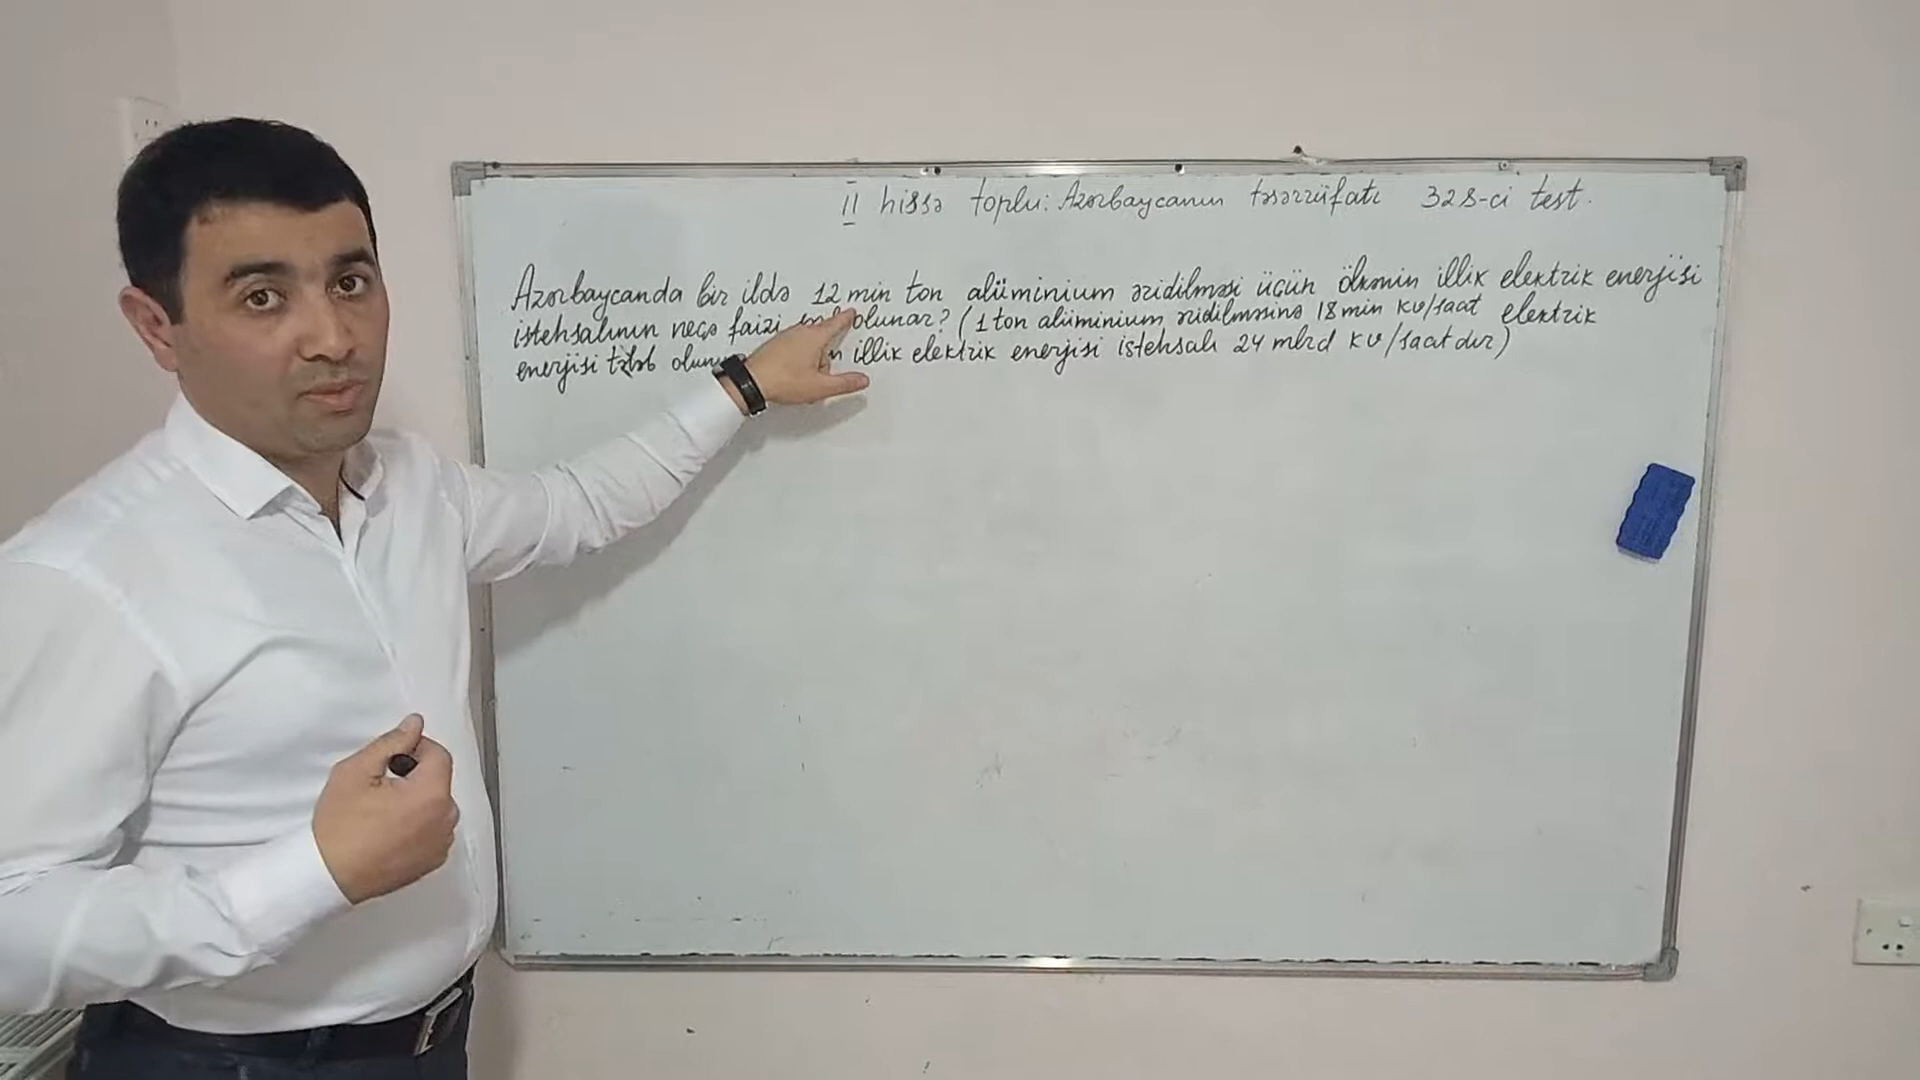 II hissə toplu: Azərbaycanın təsərrüfatı 328-ci test.
Azərbaycanda bir ildə 12 min ton alüminium əridilməsi üçün ölkənin illik elektrik enerjisi
istehsalının neçə faizi olunar? (1 ton alüminium əridilməsinə 18 min kv/saat elektrik
enerjisi tələb illik elektrik enerjisi istehsalı 24 mlrd kv/saatdır)